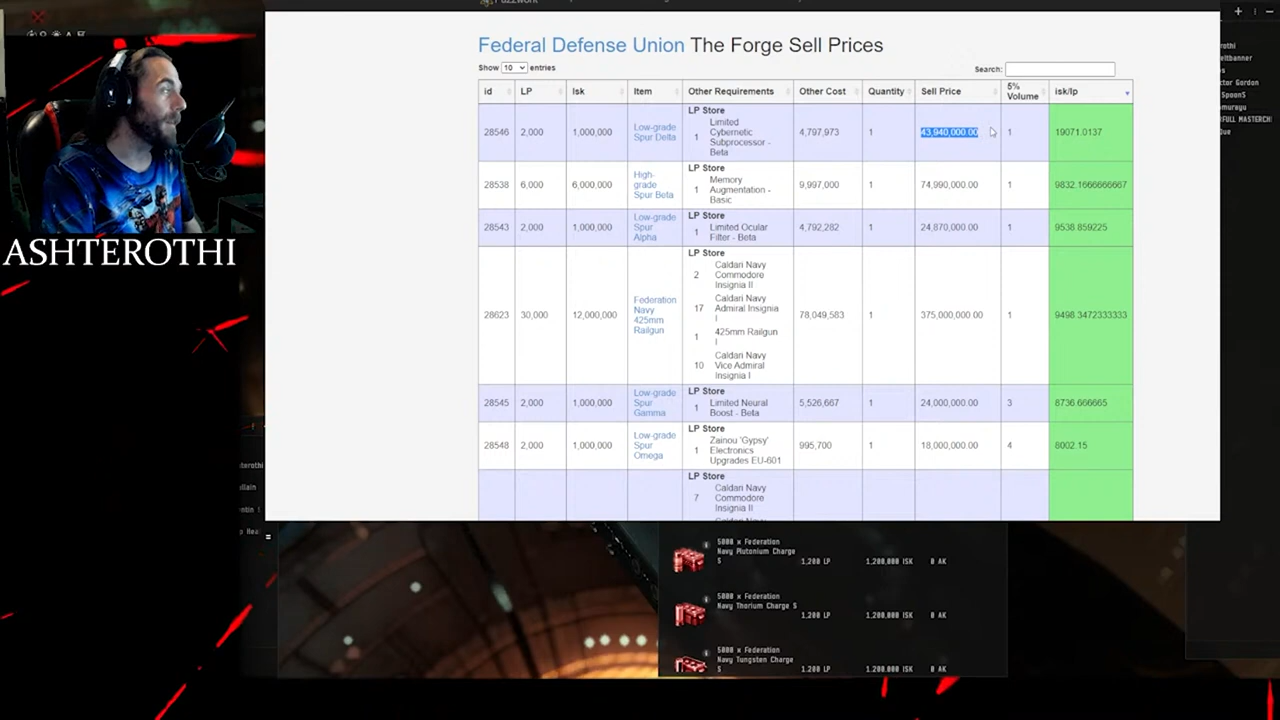 Federal Defense Union The Forge Sell Prices
Show 10 entries
Search:
id LP Isk Item Other Requirements Other Cost Quantity Sell Price 5% Volume isk/lp
28546 2,000 1,000,000 Low-grade Spur Delta LP Store 1 Limited Cybernetic Subprocessor - Beta 4,797,973 1 43,940,000.00 1 19071.0137
28538 6,000 6,000,000 High-grade Spur Beta LP Store 1 Memory Augmentation - Basic 9,997,000 1 74,990,000.00 1 9832.1666666667
28543 2,000 1,000,000 Low-grade Spur Alpha LP Store 1 Limited Ocular Filter - Beta 4,792,282 1 24,870,000.00 1 9538.859225
28623 30,000 12,000,000 Federation Navy 425mm Railgun LP Store 2 Caldari Navy Commodore Insignia II 17 Caldari Navy Admiral Insignia I 1 425mm Railgun I 10 Caldari Navy Vice Admiral Insignia I 78,049,583 1 375,000,000.00 1 9498.3472333333
28545 2,000 1,000,000 Low-grade Spur Gamma LP Store 1 Limited Neural Boost - Beta 5,526,667 1 24,000,000.00 3 8736.666665
28548 2,000 1,000,000 Low-grade Spur Omega LP Store 1 Zainou 'Gypsy' Electronics Upgrades EU-601 995,700 1 18,000,000.00 4 8002.15
LP Store
7 Caldari Navy Commodore Insignia II
ASHTEROTHI
5000 x Federation Navy Plutonium Charge S 1,200 LP 1,200,000 ISK 0 AK
5000 x Federation Navy Thorium Charge S 1,200 LP 1,200,000 ISK 0 AK
5000 x Federation Navy Tungsten Charge S 1,200 LP 1,200,000 ISK 0 AK